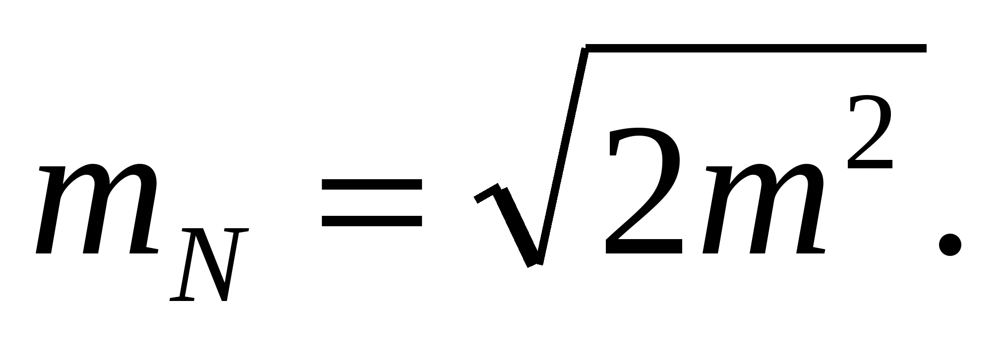 m_N = √(2m²).